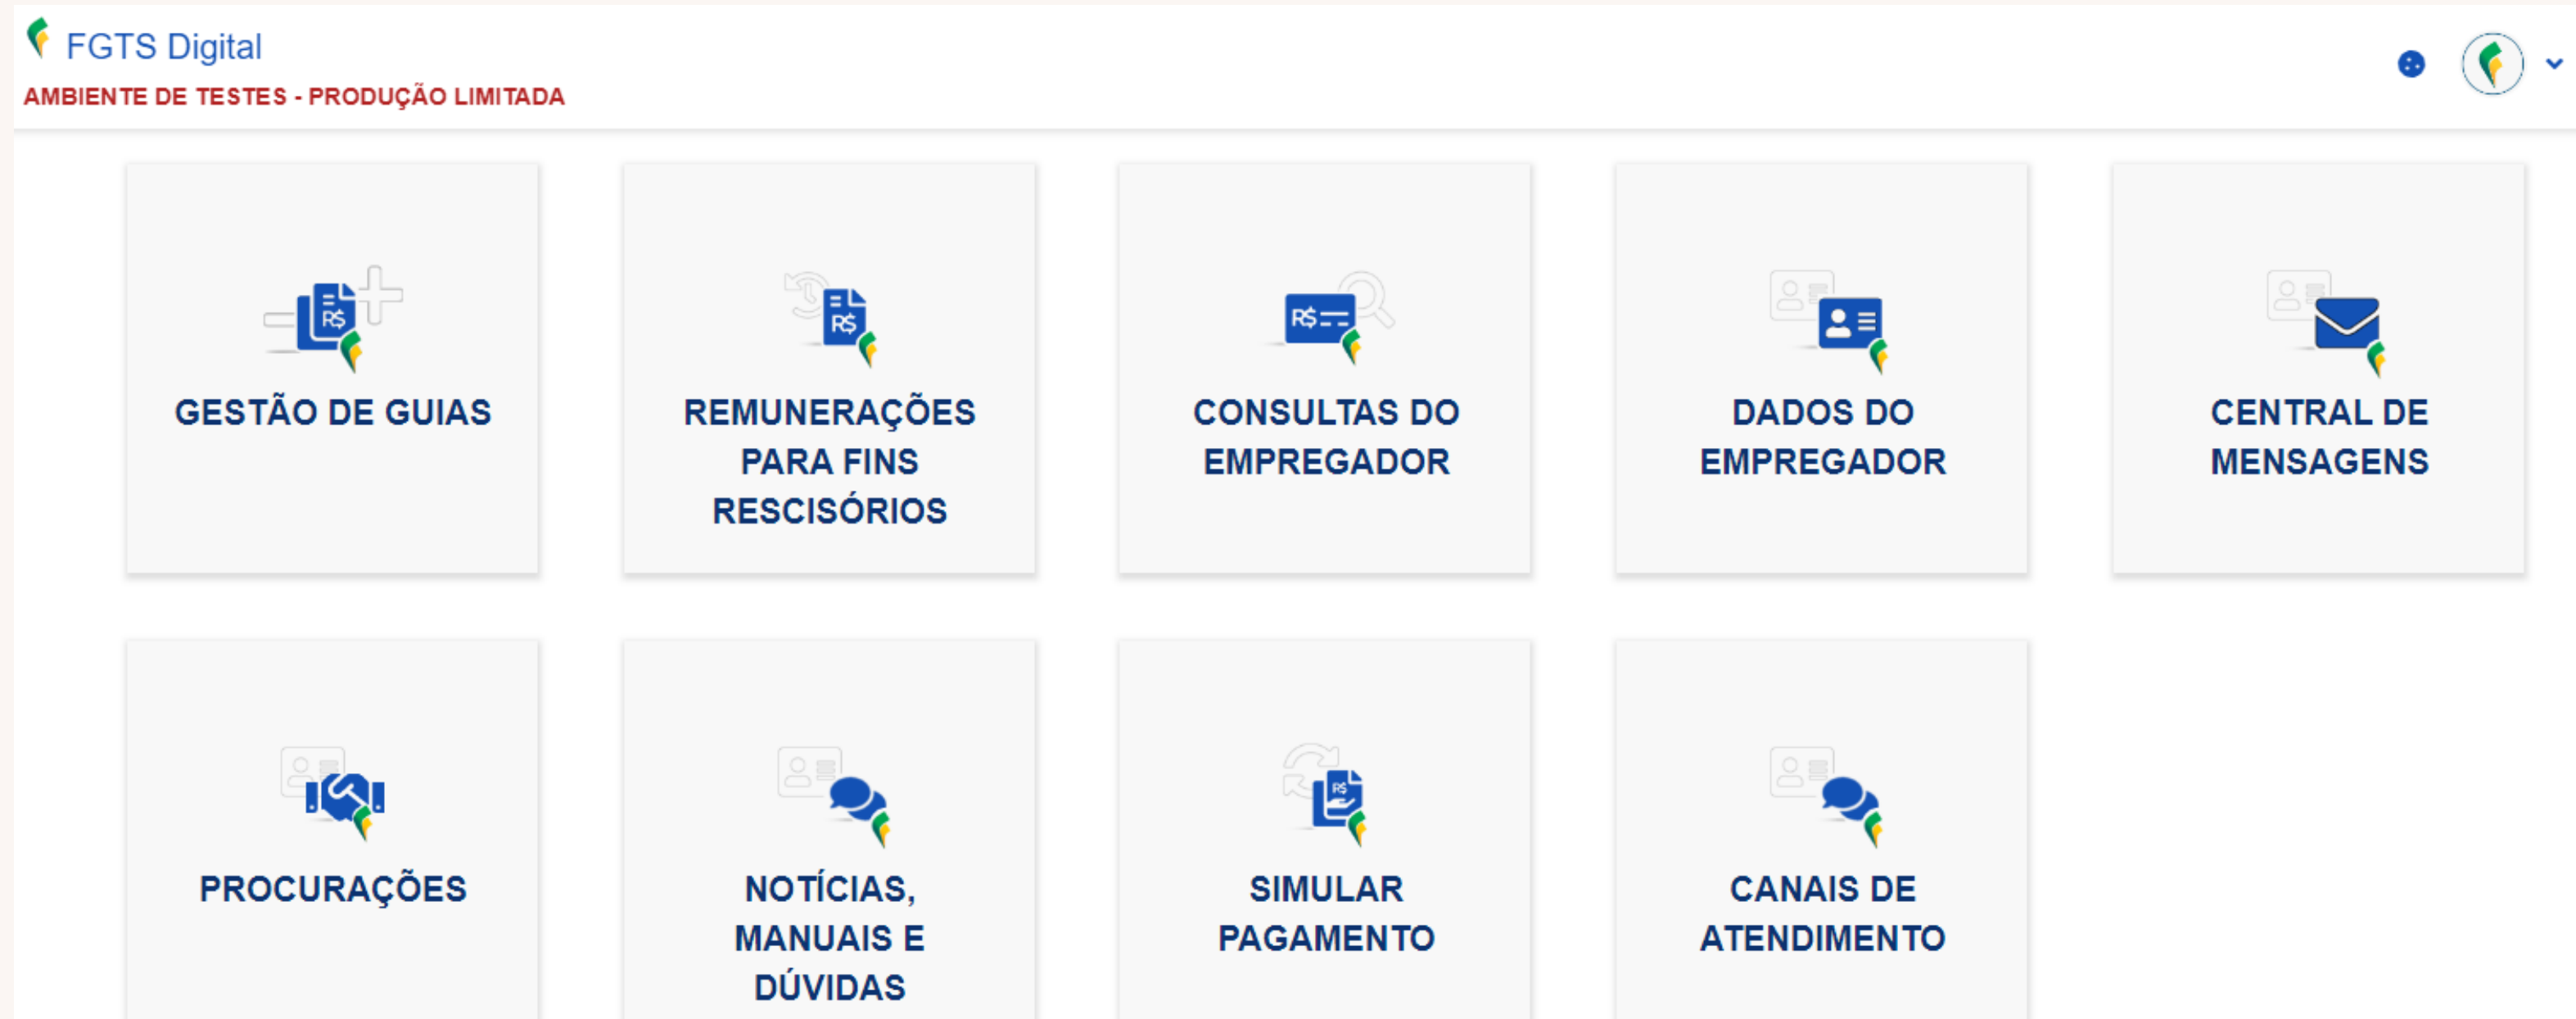 FGTS Digital
AMBIENTE DE TESTES - PRODUÇÃO LIMITADA
R$
GESTÃO DE GUIAS
R$
REMUNERAÇÕES
PARA FINS
RESCISÓRIOS
R$
CONSULTAS DO
EMPREGADOR
DADOS DO
EMPREGADOR
CENTRAL DE
MENSAGENS
PROCURAÇÕES
NOTÍCIAS,
MANUAIS E
DÚVIDAS
R$
SIMULAR
PAGAMENTO
CANAIS DE
ATENDIMENTO